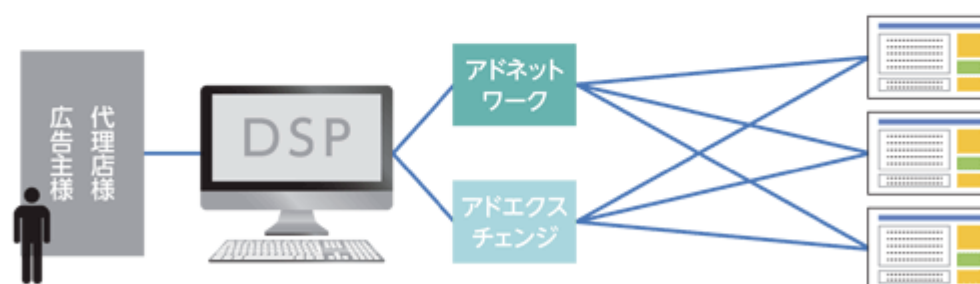 代理店様
広告主様
DSP
アドネット
ワーク
アドエクス
チェンジ